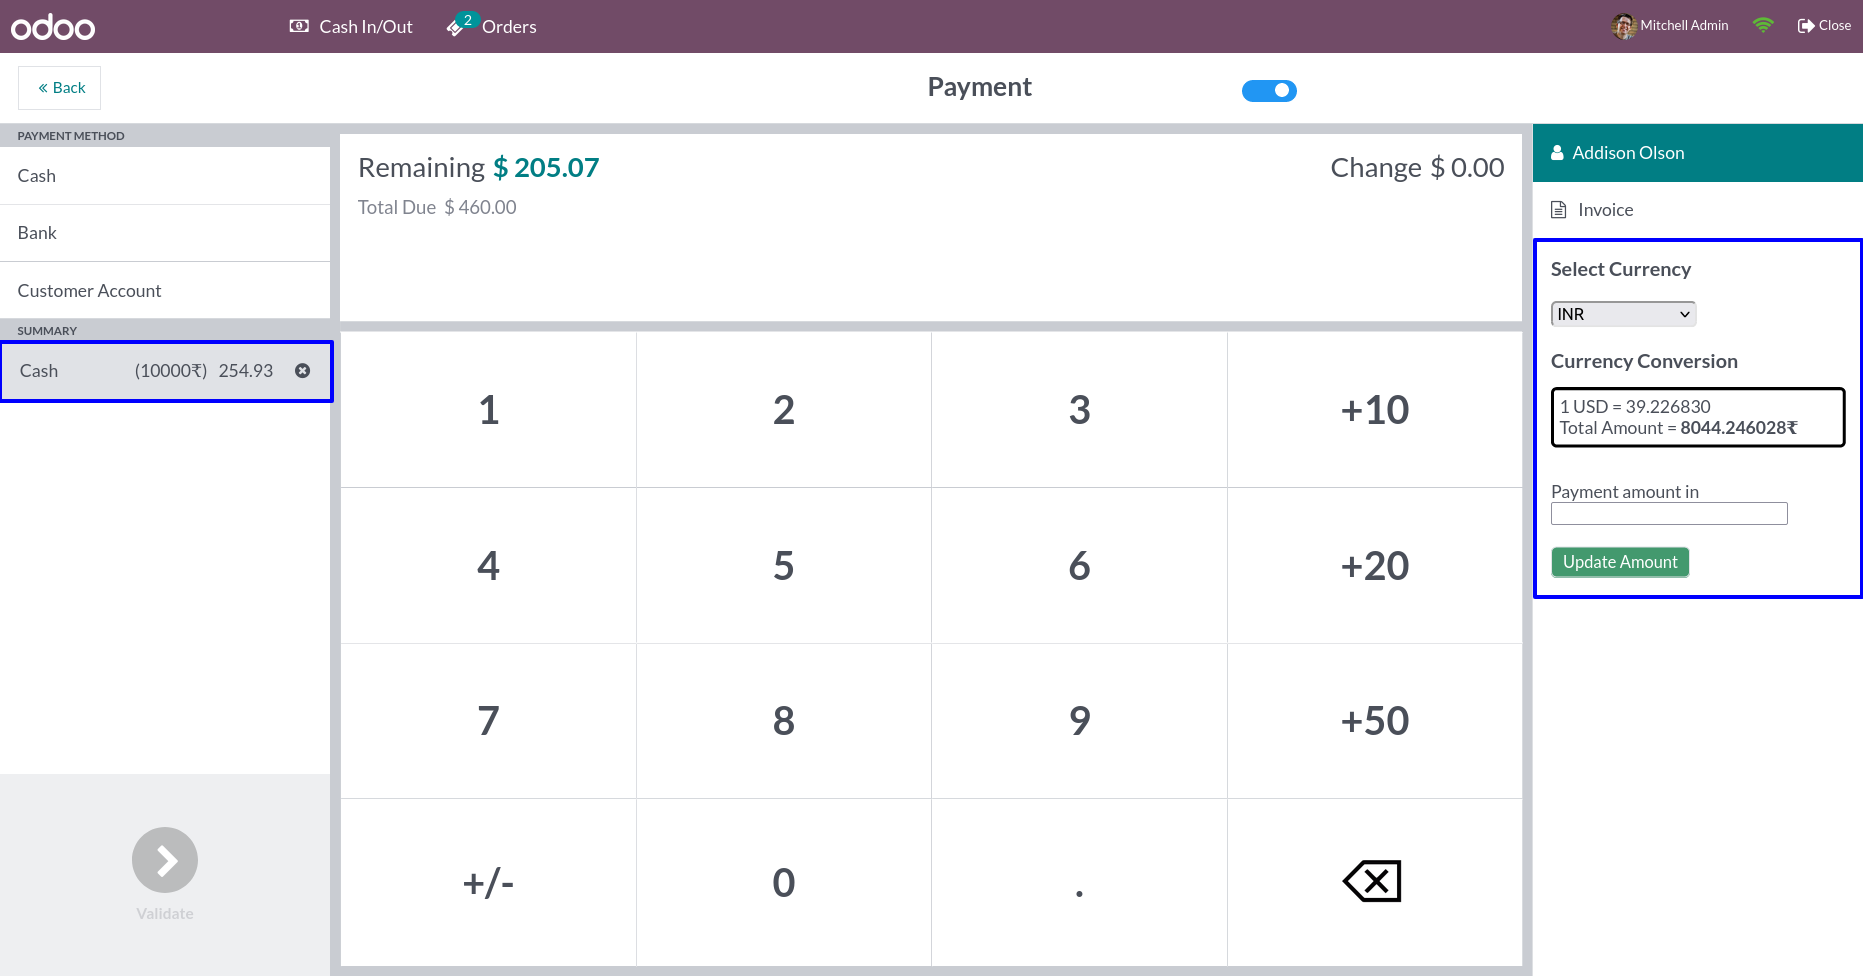 odoo
Cash In/Out
2
Orders
Mitchell Admin
Close
« Back
Payment
PAYMENT METHOD
Cash
Bank
Customer Account
SUMMARY
Cash (10000₹) 254.93
Validate
Remaining $ 205.07
Change $ 0.00
Total Due $ 460.00
1 2 3 +10
4 5 6 +20
7 8 9 +50
+/- 0 .
Addison Olson
Invoice
Select Currency
INR
Currency Conversion
1 USD = 39.226830
Total Amount = 8044.246028₹
Payment amount in
Update Amount